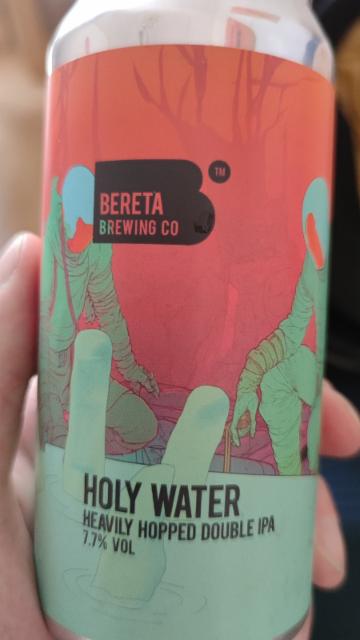 BERETA
BREWING CO
TM
HOLY WATER
HEAVILY HOPPED DOUBLE IPA
7.7% VOL